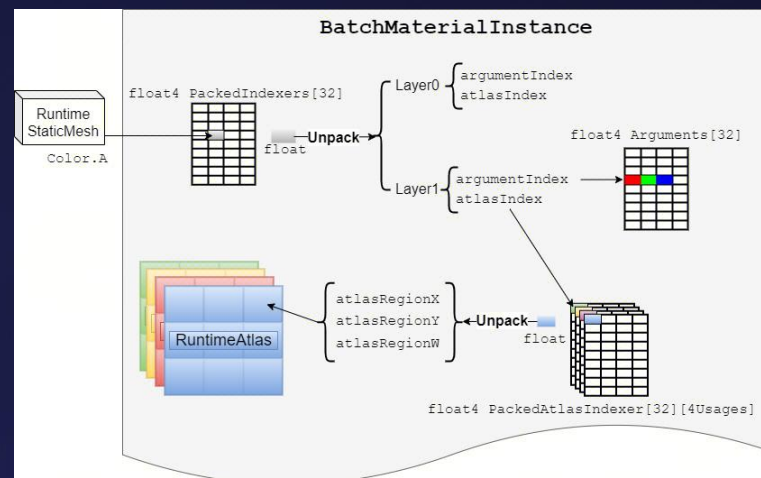 BatchMaterialInstance
Runtime
StaticMesh
Color.A
float4 PackedIndexers[32]
float
Unpack
Layer0
argumentIndex
atlasIndex
Layer1
argumentIndex
atlasIndex
float4 Arguments[32]
RuntimeAtlas
atlasRegionX
atlasRegionY
atlasRegionW
Unpack
float
float4 PackedAtlasIndexer[32][4Usages]